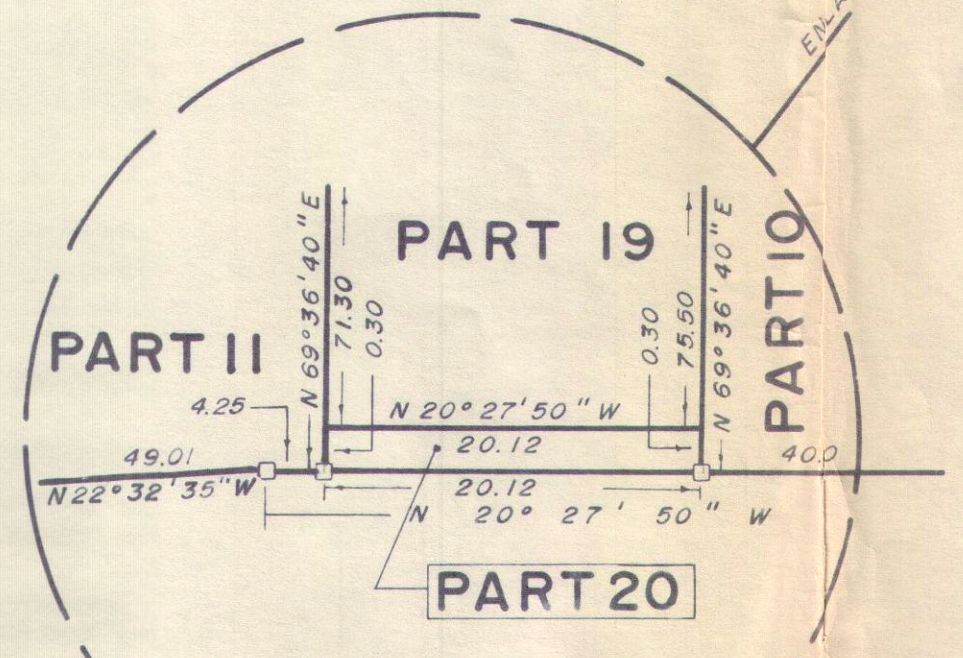 PART 19
PART 10
PART 11
N 69° 36' 40" E
71.30
0.30
0.30
75.50
N 69° 36' 40" E
4.25
N 20° 27' 50" W
20.12
49.01
40.0
N 22° 32' 35" W
20.12
N 20° 27' 50" W
PART 20